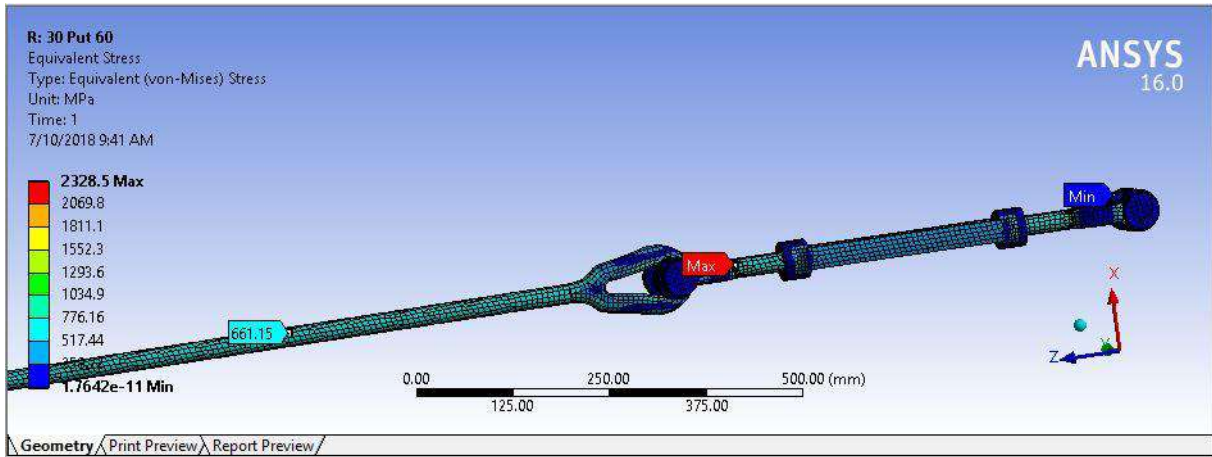 R: 30 Put 60
Equivalent Stress
Type: Equivalent (von-Mises) Stress
Unit: MPa
Time: 1
7/10/2018 9:41 AM
ANSYS
16.0
2328.5 Max
2069.8
1811.1
1552.3
1293.6
1034.9
776.16
517.44
1.7642e-11 Min
661.15
Max
Min
X
Y
Z
0.00 250.00 500.00 (mm)
125.00 375.00
Geometry Print Preview Report Preview